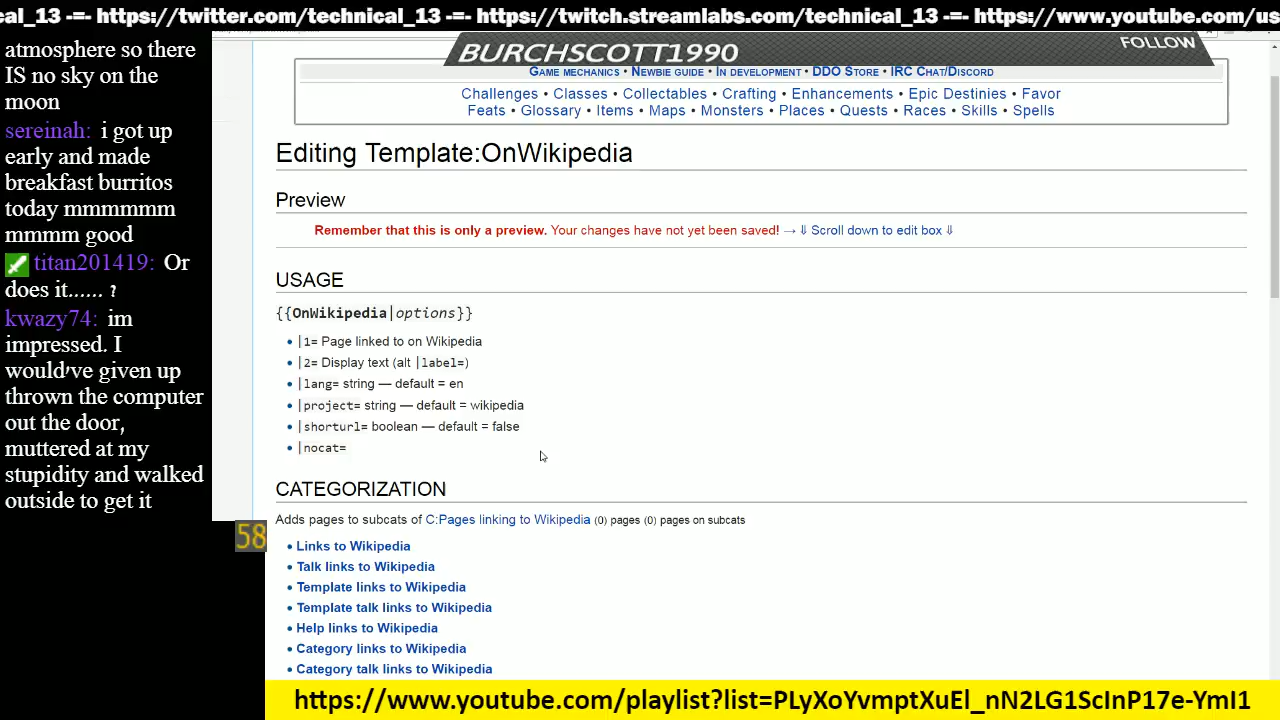 al_13 -=- https://twitter.com/technical_13 -=- https://twitch.streamlabs.com/technical_13 -=- https://www.youtube.com/us
atmosphere so there
IS no sky on the
moon
sereinah: i got up
early and made
breakfast burritos
today mmmmmm
mmmm good
titan201419: Or
does it...... ?
kwazy74: im
impressed. I
would've given up
thrown the computer
out the door,
muttered at my
stupidity and walked
outside to get it
58
BURCHSCOTT1990
FOLLOW
GAME MECHANICS • NEWBIE GUIDE • IN DEVELOPMENT • DDO STORE • IRC CHAT/DISCORD
Challenges • Classes • Collectables • Crafting • Enhancements • Epic Destinies • Favor
Feats • Glossary • Items • Maps • Monsters • Places • Quests • Races • Skills • Spells
Editing Template:OnWikipedia
Preview
Remember that this is only a preview. Your changes have not yet been saved! → ⇓ Scroll down to edit box ⇓
USAGE
{{OnWikipedia|options}}
• |1= Page linked to on Wikipedia
• |2= Display text (alt |label=)
• |lang= string — default = en
• |project= string — default = wikipedia
• |shorturl= boolean — default = false
• |nocat=
CATEGORIZATION
Adds pages to subcats of C:Pages linking to Wikipedia (0) pages (0) pages on subcats
• Links to Wikipedia
• Talk links to Wikipedia
• Template links to Wikipedia
• Template talk links to Wikipedia
• Help links to Wikipedia
• Category links to Wikipedia
• Category talk links to Wikipedia
https://www.youtube.com/playlist?list=PLyXoYvmptXuEl_nN2LG1ScInP17e-YmI1